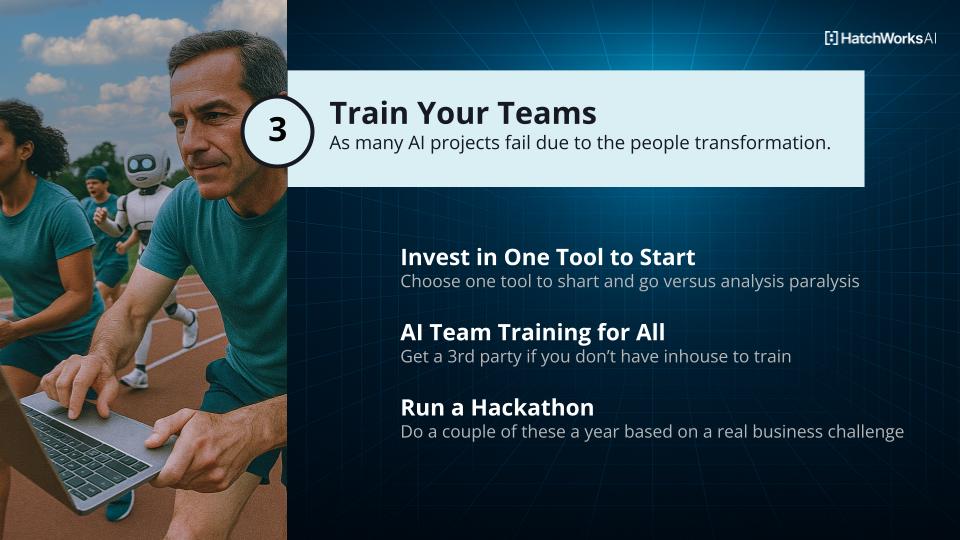 HatchWorksAI
3
Train Your Teams
As many AI projects fail due to the people transformation.
Invest in One Tool to Start
Choose one tool to shart and go versus analysis paralysis
AI Team Training for All
Get a 3rd party if you don’t have inhouse to train
Run a Hackathon
Do a couple of these a year based on a real business challenge